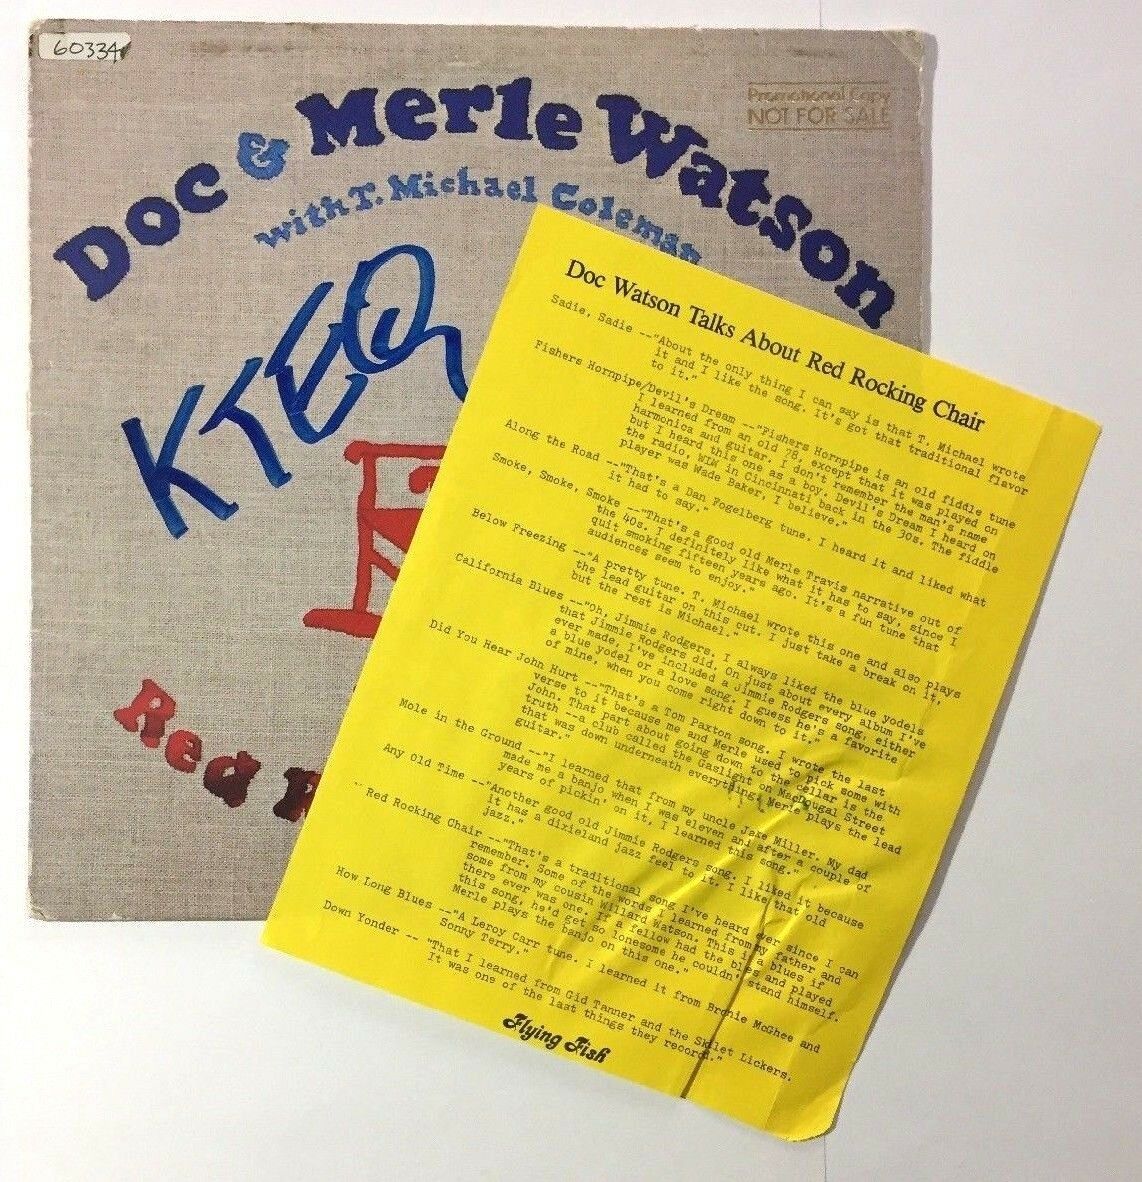 60334
Promotional Copy
NOT FOR SALE
Doc & Merle Watson
with T. Michael Coleman
KTEQ
Red R
Doc Watson Talks About Red Rocking Chair
Sadie, Sadie --"About the only thing I can say is that T. Michael wrote
it and I like the song. it's got that traditional flavor
to it."
Fishers Hornpipe/Devil's Dream --"Fishers Hornpipe is an old fiddle tune
I learned from an old 78, except that it was played on
harmonica and guitar. I don't remember the man's name
but I heard this one as a boy. Devil's Dream I heard on
the radio, WLW in Cincinnati back in the 30s. The fiddle
player was Wade Baker, I believe."
Along the Road --"That's a Dan Fogelberg tune. I heard it and liked what
it had to say."
Smoke, Smoke, Smoke --"That's a good old Merle Travis narrative out of
the 40s. I definitely like what it has to say, since I
quit smoking fifteen years ago. It's a fun tune that
audiences seem to enjoy."
Below Freezing --"A pretty tune. T. Michael wrote this one and also plays
the lead guitar on this cut. I just take a break on it,
but the rest is Michael."
California Blues --"Oh, Jimmie Rodgers. I always liked the blue yodels
that Jimmie Rodgers did. On just about every album I've
ever made, I've included a Jimmie Rodgers song, either
a blue yodel or a love song. I guess he's a favorite
of mine, when you come right down to it."
Did You Hear John Hurt --"That's a Tom Paxton song. I wrote the last
verse to it because me and Merle used to pick some with
John. That part about going down to the cellar is the
truth --a club called the Gaslight on MacDougal Street
that was down underneath everything. Merle plays the lead
guitar."
Mole in the Ground --"I learned that from my uncle Jake Miller. My dad
made me a banjo when I was eleven and after a couple of
years of pickin' on it, I learned this song."
Any Old Time --"Another good old Jimmie Rodgers song. I liked it because
it has a dixieland jazz feel to it. I like that old
jazz."
Red Rocking Chair --"That's a traditional song I've heard ever since I can
remember. Some of the words I learned from my father and
some from my cousin Willard Watson. This is a blues if
there ever was one. If a fellow had the blues and played
this song, he'd get so lonesome he couldn't stand himself.
Merle plays the banjo on this one."
How Long Blues --"A Leroy Carr tune. I learned it from Brownie McGhee and
Sonny Terry."
Down Yonder -- "That I learned from Gid Tanner and the Skillet Lickers.
It was one of the last things they record."
Flying Fish